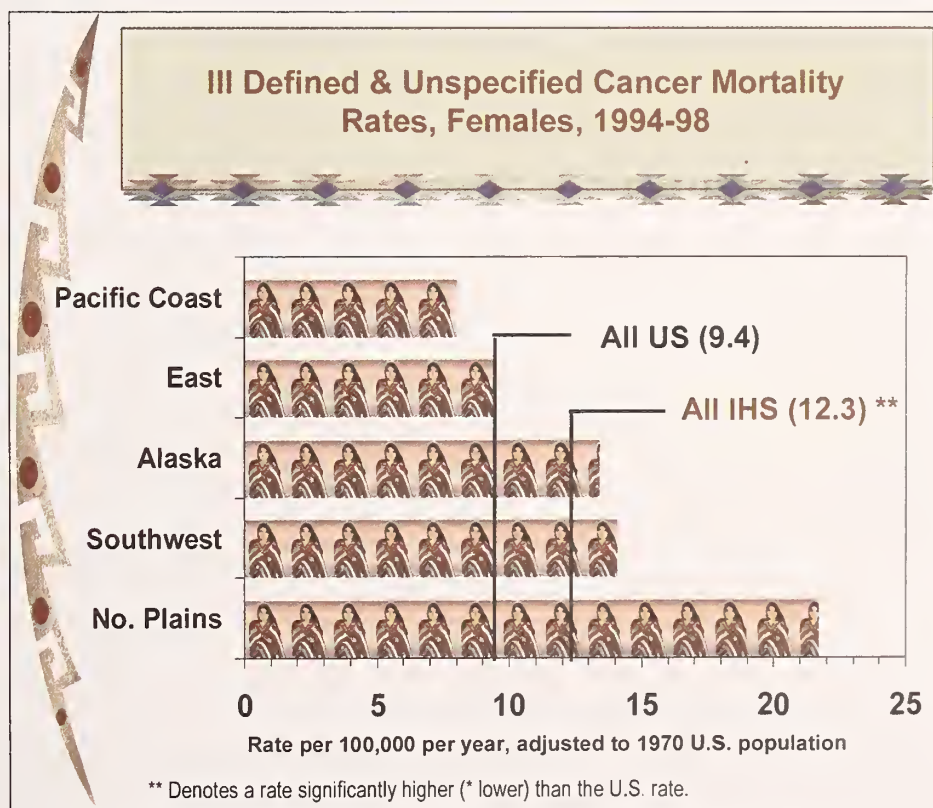 Ill Defined & Unspecified Cancer Mortality
Rates, Females, 1994-98
Pacific Coast
East
Alaska
Southwest
No. Plains
All US (9.4)
All IHS (12.3) **
0 5 10 15 20 25
Rate per 100,000 per year, adjusted to 1970 U.S. population
** Denotes a rate significantly higher (* lower) than the U.S. rate.